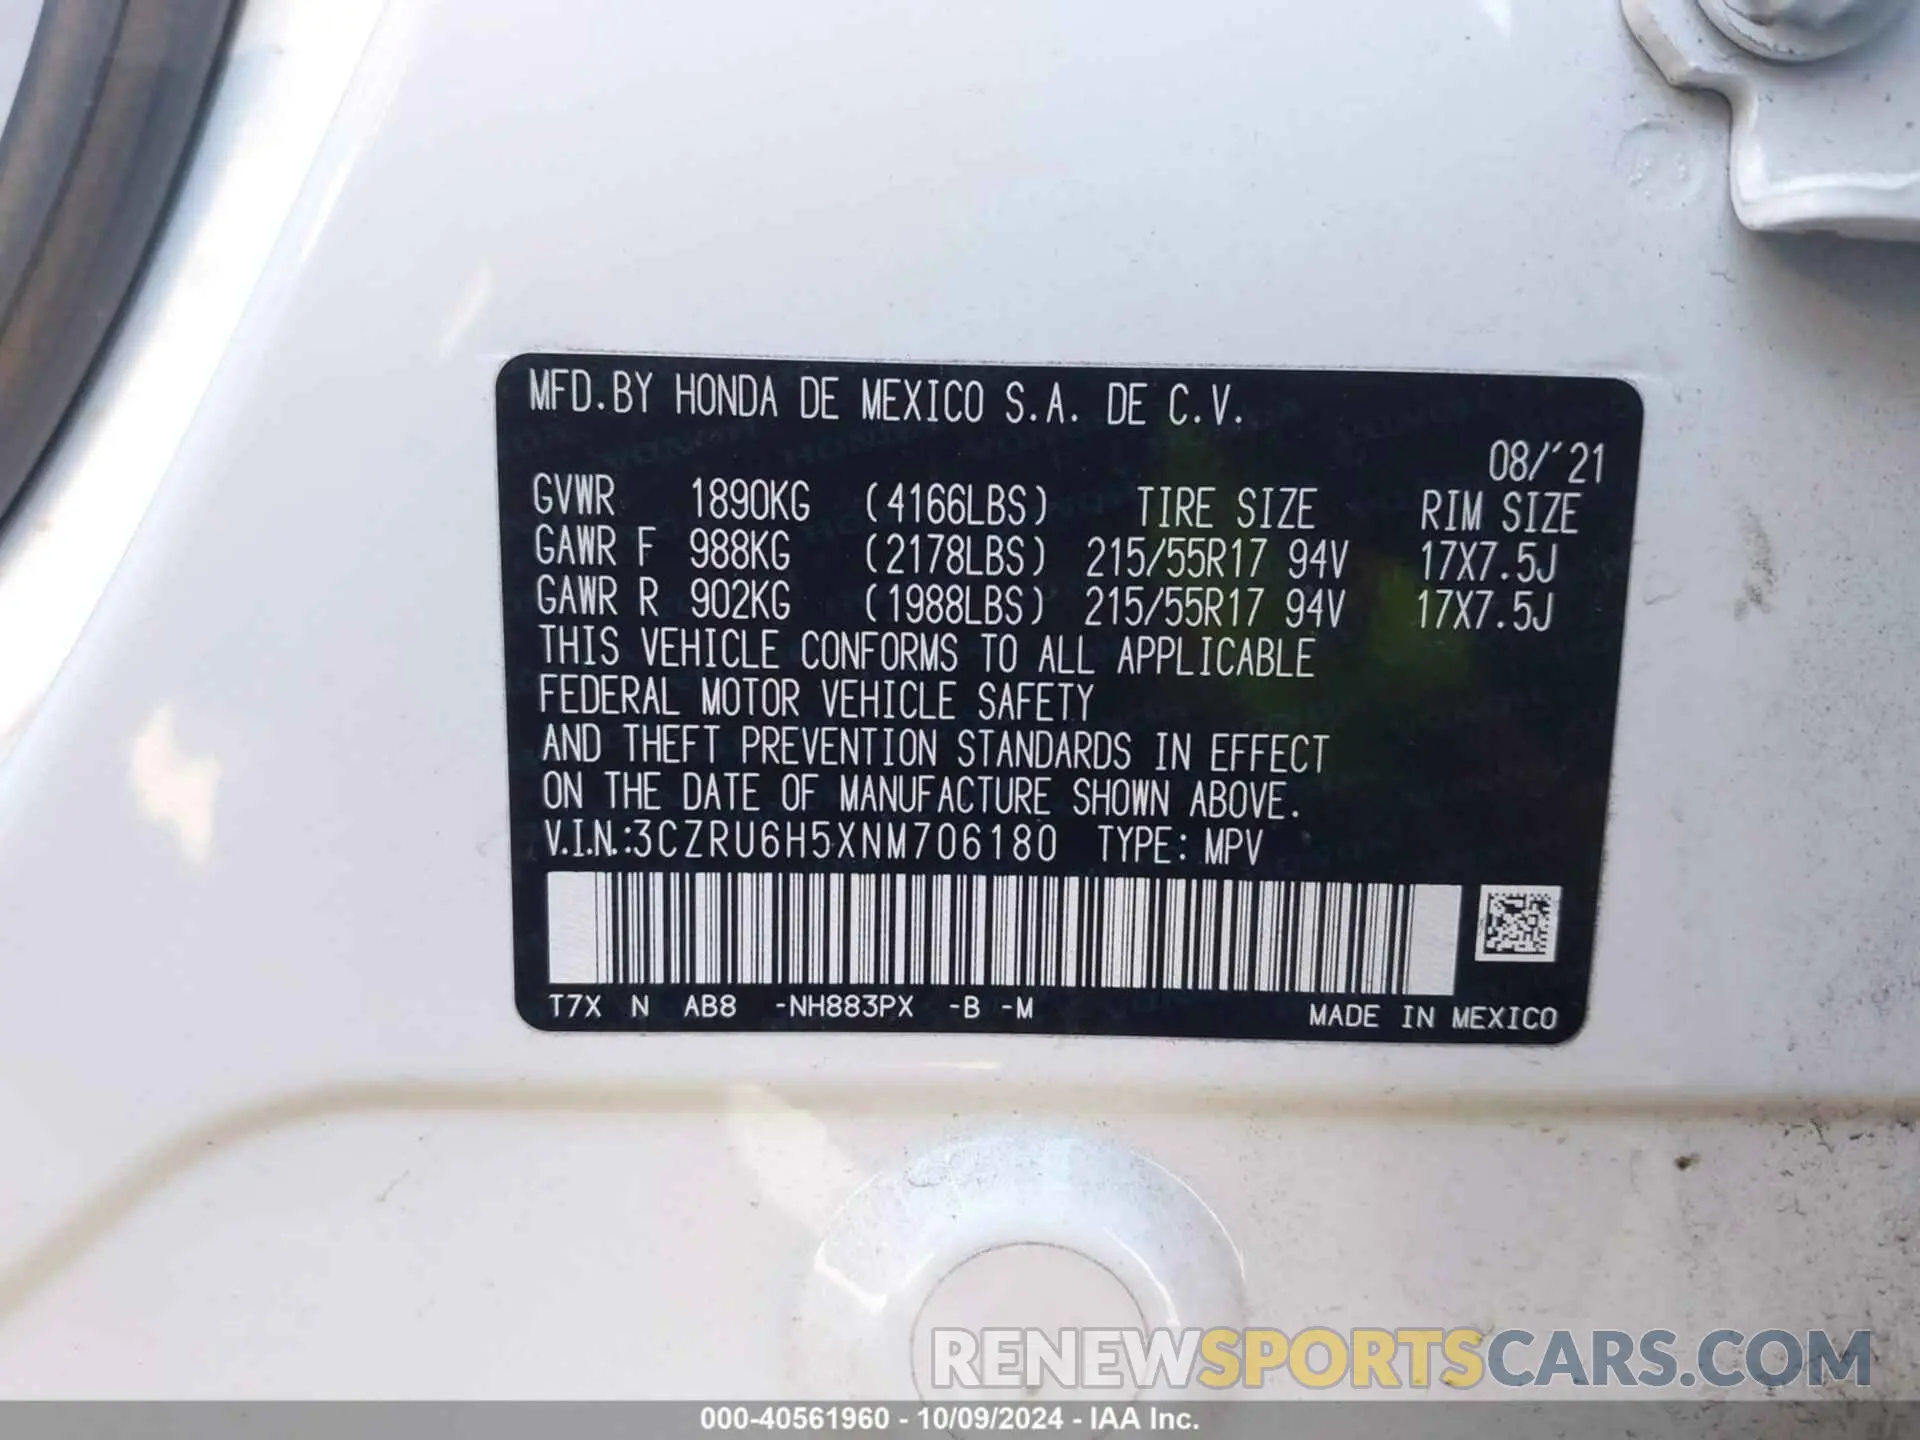 MFD.BY HONDA DE MEXICO S.A. DE C.V.
08/'21
GVWR 1890KG (4166LBS) TIRE SIZE RIM SIZE
GAWR F 988KG (2178LBS) 215/55R17 94V 17X7.5J
GAWR R 902KG (1988LBS) 215/55R17 94V 17X7.5J
THIS VEHICLE CONFORMS TO ALL APPLICABLE
FEDERAL MOTOR VEHICLE SAFETY
AND THEFT PREVENTION STANDARDS IN EFFECT
ON THE DATE OF MANUFACTURE SHOWN ABOVE.
V.I.N.:3CZRU6H5XNM706180 TYPE: MPV
T7X N AB8 -NH883PX -B -M MADE IN MEXICO
RENEWSPORTSCARS.COM
000-40561960 - 10/09/2024 - IAA Inc.